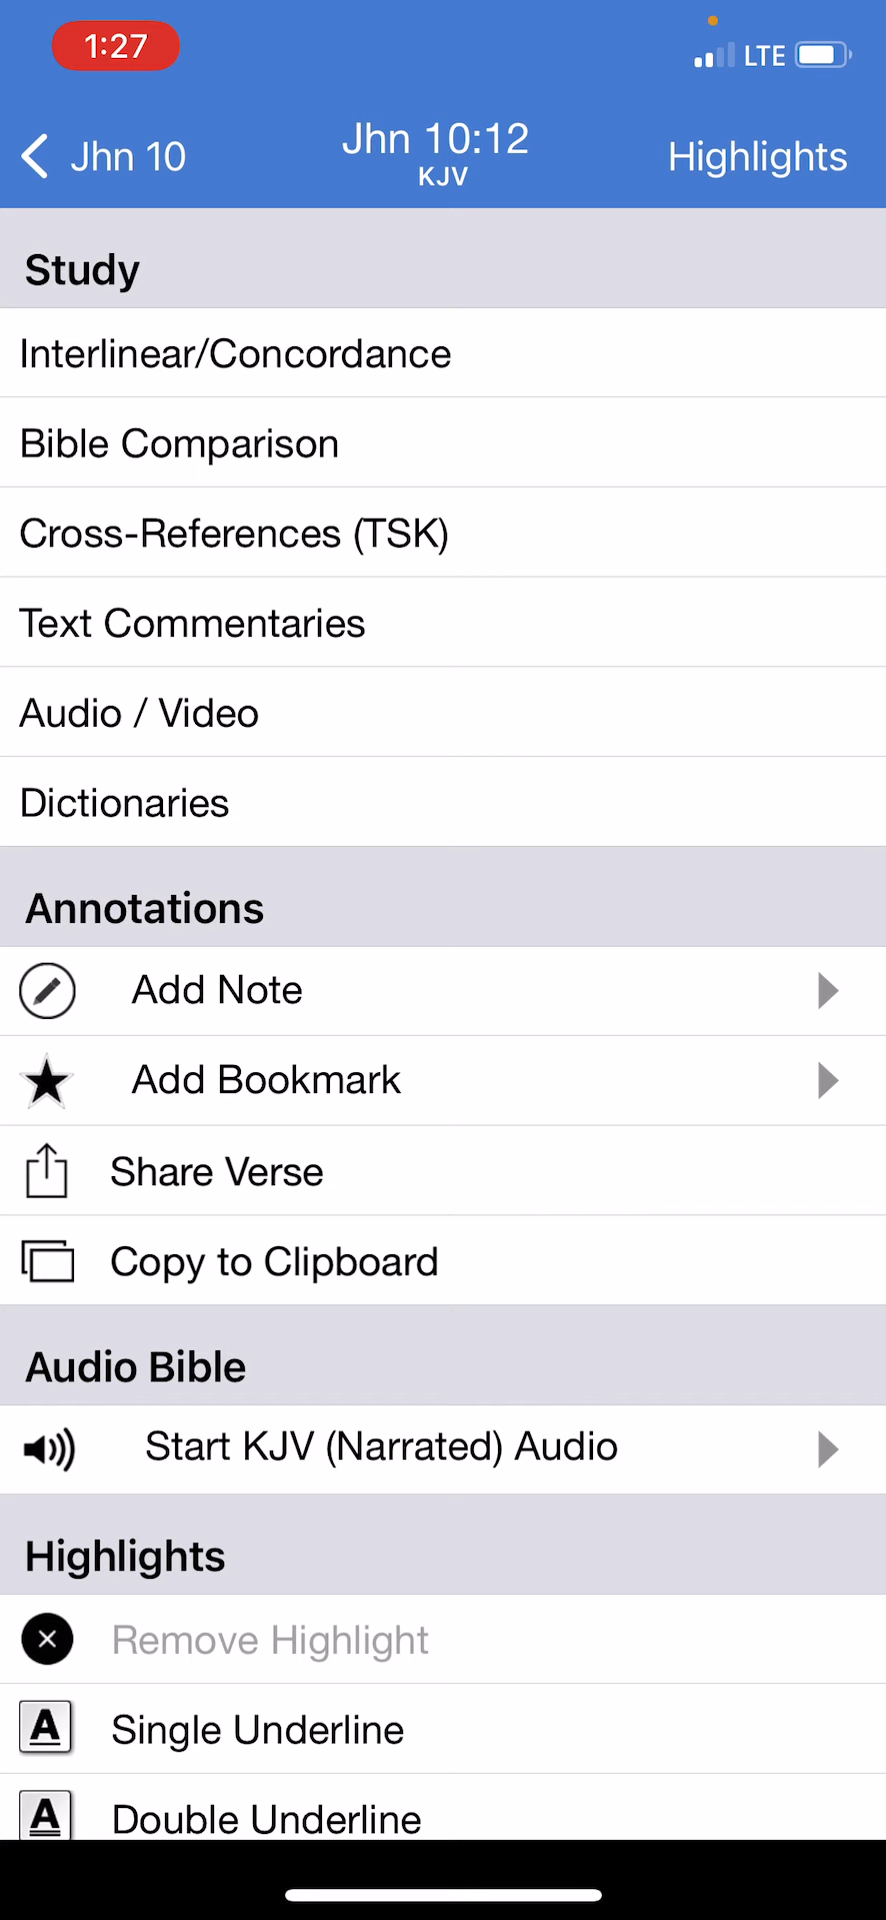 1:27
LTE
Jhn 10
Jhn 10:12
KJV
Highlights
Study
Interlinear/Concordance
Bible Comparison
Cross-References (TSK)
Text Commentaries
Audio / Video
Dictionaries
Annotations
Add Note
Add Bookmark
Share Verse
Copy to Clipboard
Audio Bible
Start KJV (Narrated) Audio
Highlights
Remove Highlight
A Single Underline
A Double Underline